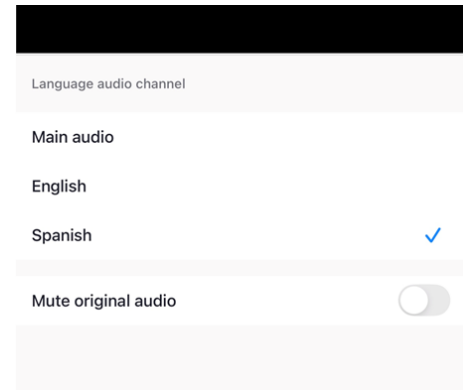 Language audio channel
Main audio
English
Spanish
Mute original audio